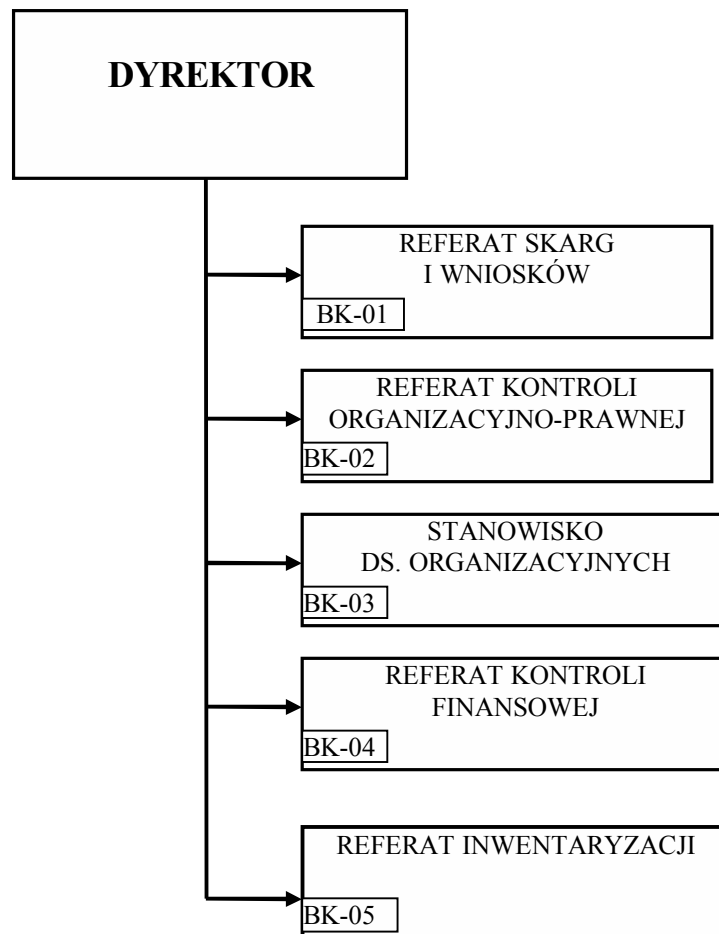 DYREKTOR
REFERAT SKARG
I WNIOSKÓW
BK-01
REFERAT KONTROLI
ORGANIZACYJNO-PRAWNEJ
BK-02
STANOWISKO
DS. ORGANIZACYJNYCH
BK-03
REFERAT KONTROLI
FINANSOWEJ
BK-04
REFERAT INWENTARYZACJI
BK-05